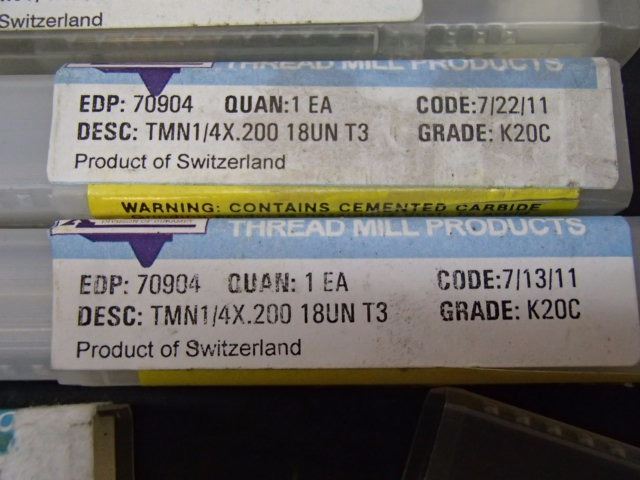 Switzerland
THREAD MILL PRODUCTS
EDP: 70904 QUAN:1 EA CODE:7/22/11
DESC: TMN1/4X.200 18UN T3 GRADE: K20C
Product of Switzerland
WARNING: CONTAINS CEMENTED CARBIDE
THREAD MILL PRODUCTS
EDP: 70904 QUAN: 1 EA CODE:7/13/11
DESC: TMN1/4X.200 18UN T3 GRADE: K20C
Product of Switzerland